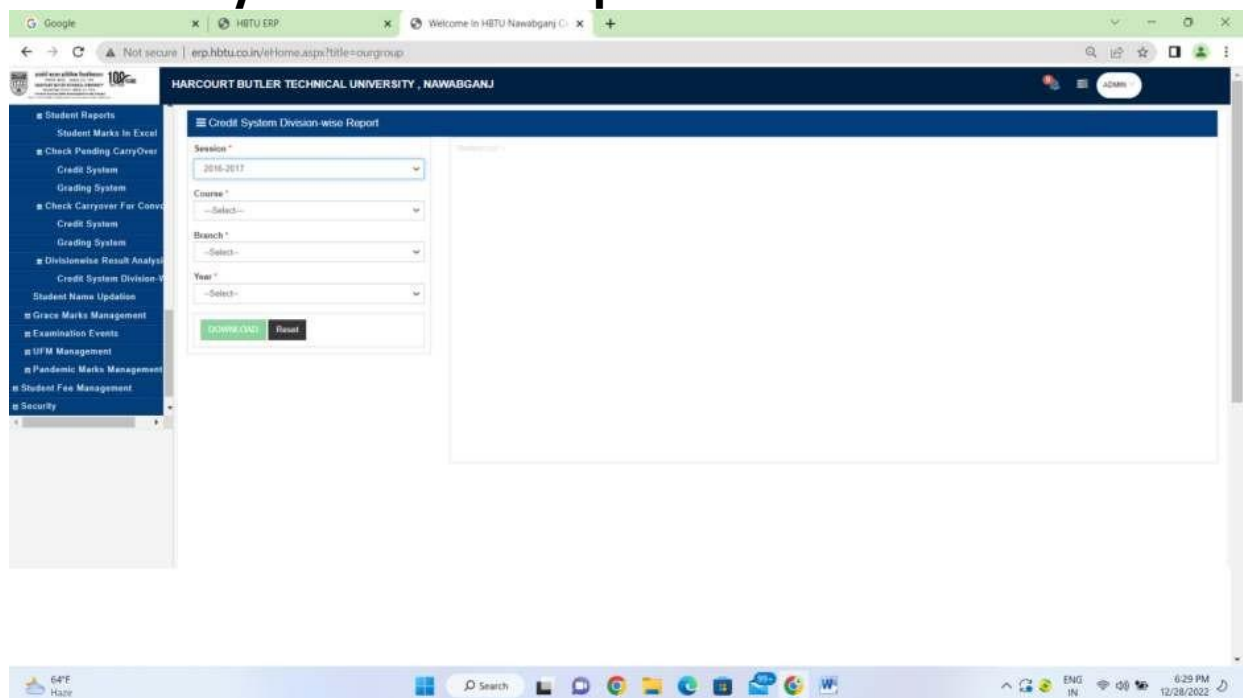 Google
HBTU ERP
Welcome in HBTU Nawabganj C
Not secure | erp.hbtu.co.in/eHome.aspx?title=ourgroup
100
HARCOURT BUTLER TECHNICAL UNIVERSITY , NAWABGANJ
ADMIN
Student Reports
Student Marks In Excel
Check Pending CarryOver
Credit System
Grading System
Check Carryover For Convo
Credit System
Grading System
Divisionwise Result Analysi
Credit System Division-W
Student Name Updation
Grace Marks Management
Examination Events
UFM Management
Pandemic Marks Management
Student Fee Management
Security
Credit System Division-wise Report
Session *
2016-2017
Course *
--Select--
Branch *
--Select--
Year *
--Select--
DOWNLOAD Reset
64°F
Haze
Search
99+
ENG
IN
6:29 PM
12/28/2022